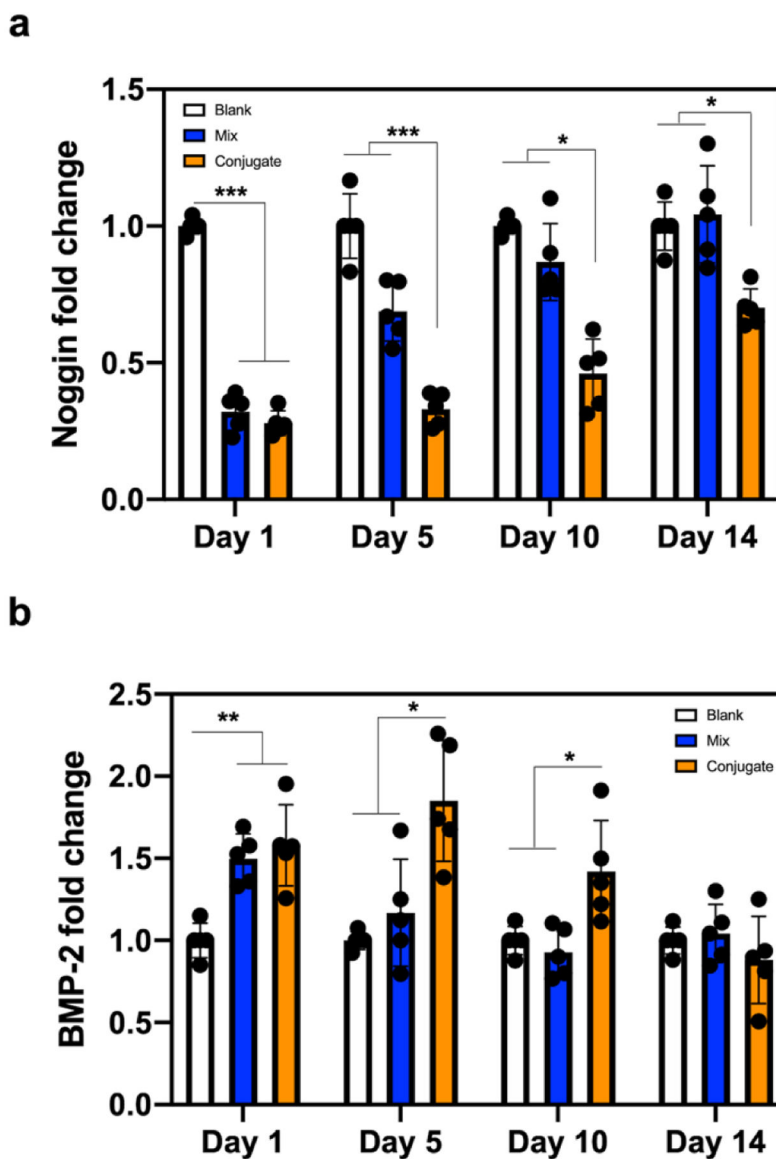 a
Noggin fold change
1.5
1.0
0.5
0.0
Blank
Mix
Conjugate
***
***
*
*
Day 1 Day 5 Day 10 Day 14
b
BMP-2 fold change
2.5
2.0
1.5
1.0
0.5
0.0
**
*
*
Blank
Mix
Conjugate
Day 1 Day 5 Day 10 Day 14